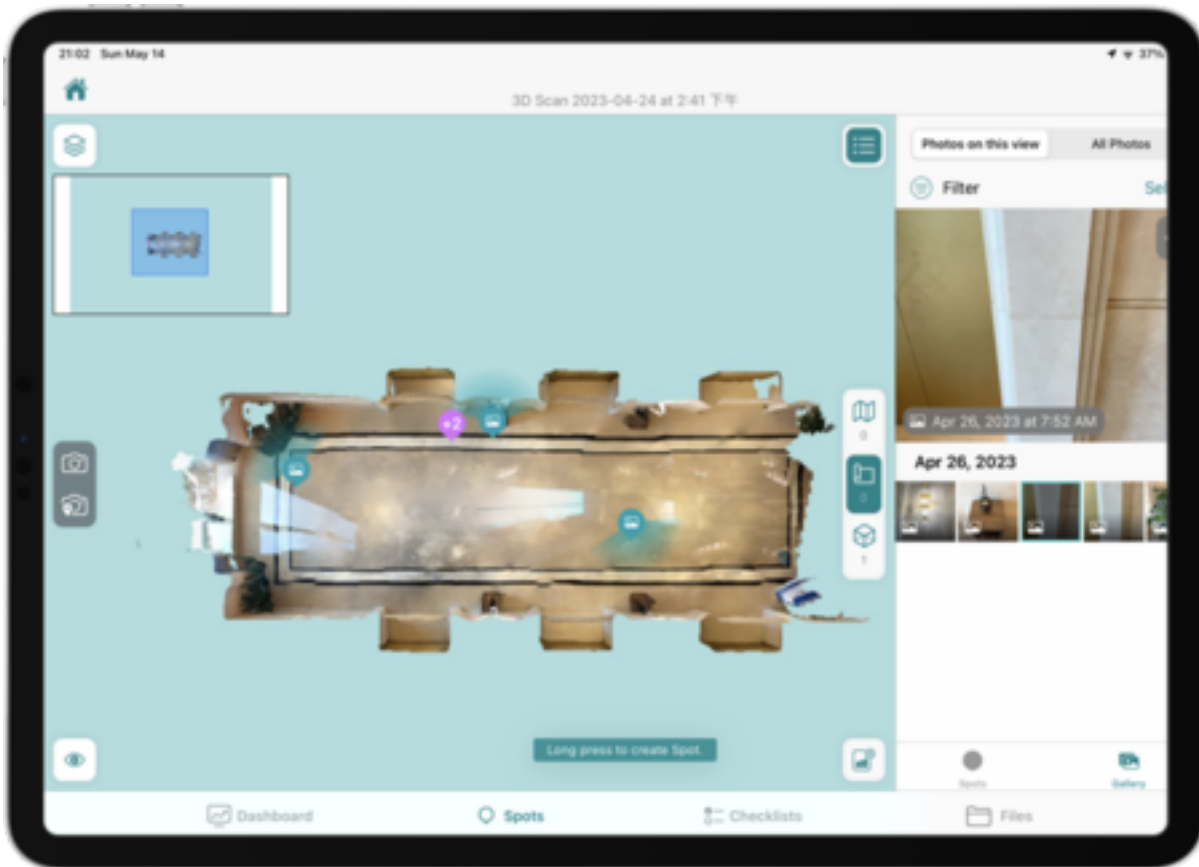 21:02 Sun May 14
37%
3D Scan 2023-04-24 at 2:41 下午
Photos on this view
All Photos
Filter
Sel
Apr 26, 2023 at 7:52 AM
+2
0
Apr 26, 2023
0
1
Long press to create Spot.
Spots
Gallery
Dashboard
Spots
Checklists
Files